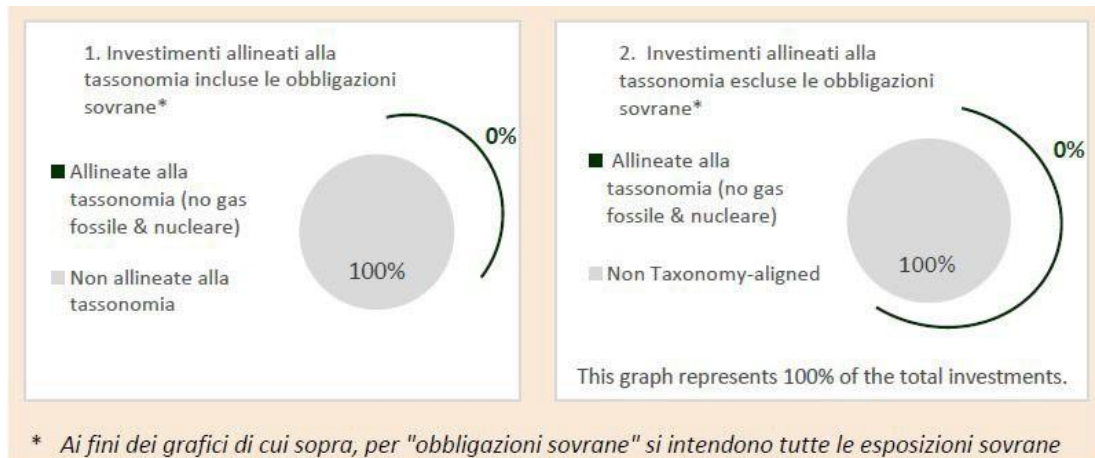 1. Investimenti allineati alla
tassonomia incluse le obbligazioni
sovrane*
0%
Allineate alla
tassonomia (no gas
fossile & nucleare)
100%
Non allineate alla
tassonomia
2. Investimenti allineati alla
tassonomia escluse le obbligazioni
sovrane*
0%
Allineate alla
tassonomia (no gas
fossile & nucleare)
100%
Non Taxonomy-aligned
This graph represents 100% of the total investments.
* Ai fini dei grafici di cui sopra, per "obbligazioni sovrane" si intendono tutte le esposizioni sovrane